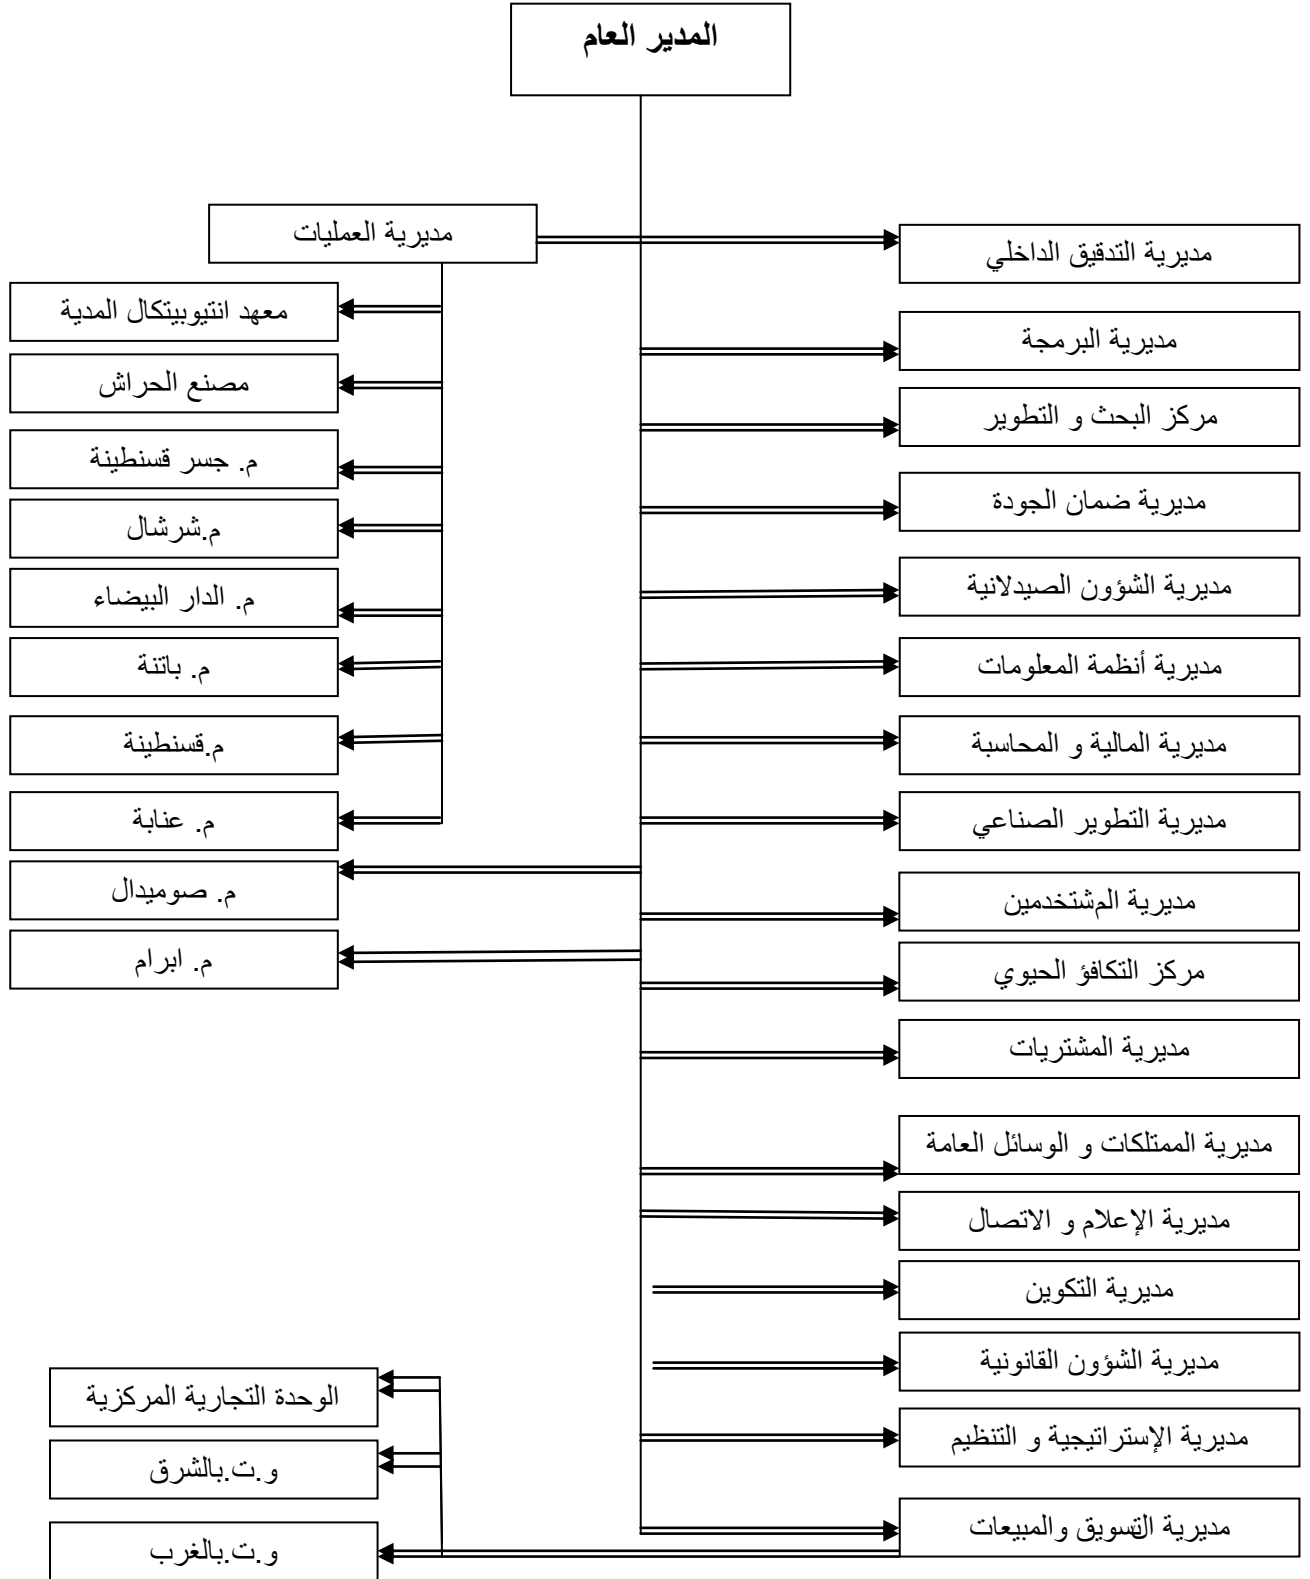 المدير العام
مديرية العمليات
مديرية التدقيق الداخلي
معهد انتيوبيتكال المدية
مديرية البرمجة
مصنع الحراش
مركز البحث و التطوير
م. جسر قسنطينة
مديرية ضمان الجودة
م.شرشال
مديرية الشؤون الصيدلانية
م. الدار البيضاء
مديرية أنظمة المعلومات
م. باتنة
مديرية المالية و المحاسبة
م.قسنطينة
مديرية التطوير الصناعي
م. عنابة
مديرية المشتخدمين
م. صوميدال
مركز التكافؤ الحيوي
م. ابرام
مديرية المشتريات
مديرية الممتلكات و الوسائل العامة
مديرية الإعلام و الاتصال
مديرية التكوين
مديرية الشؤون القانونية
الوحدة التجارية المركزية
مديرية الإستراتيجية و التنظيم
و.ت.بالشرق
مديرية التسويق والمبيعات
و.ت.بالغرب